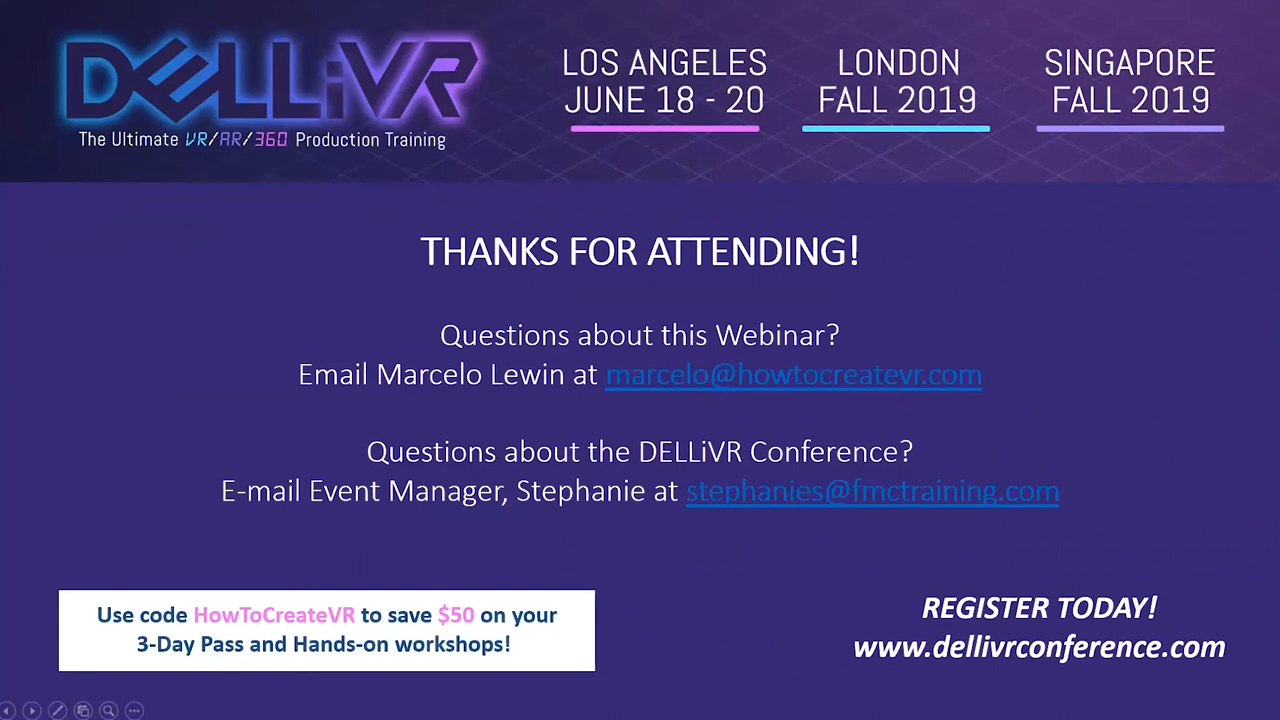 DELLiVR
The Ultimate VR/AR/360 Production Training
LOS ANGELES
JUNE 18 - 20
LONDON
FALL 2019
SINGAPORE
FALL 2019
THANKS FOR ATTENDING!
Questions about this Webinar?
Email Marcelo Lewin at marcelo@howtocreatevr.com
Questions about the DELLiVR Conference?
E-mail Event Manager, Stephanie at stephanies@fmctraining.com
Use code HowToCreateVR to save $50 on your
3-Day Pass and Hands-on workshops!
REGISTER TODAY!
www.dellivrconference.com